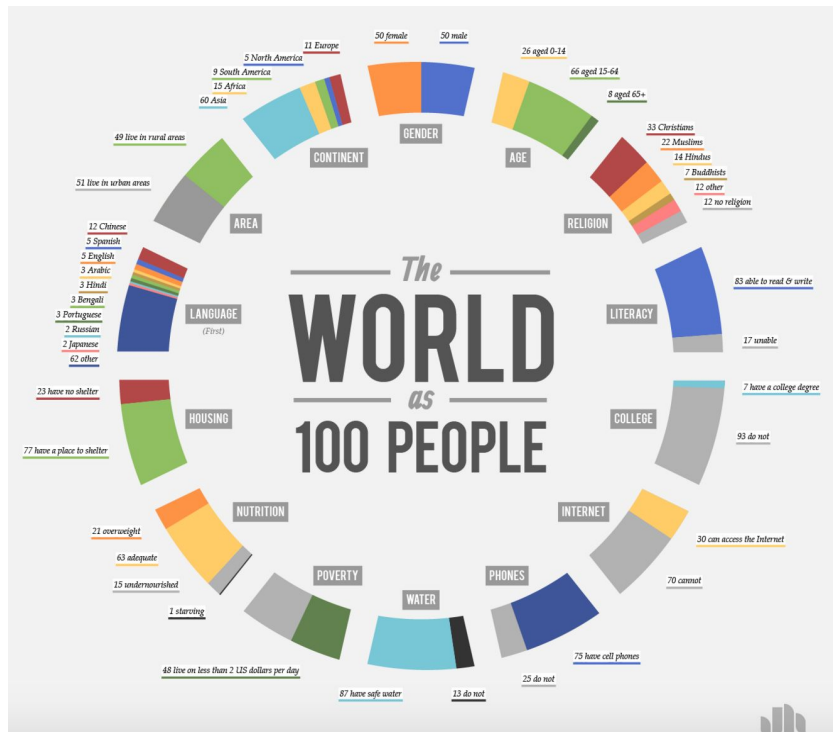 50 female
50 male
GENDER
26 aged 0-14
66 aged 15-64
8 aged 65+
AGE
33 Christians
22 Muslims
14 Hindus
7 Buddhists
12 other
12 no religion
RELIGION
83 able to read & write
17 unable
LITERACY
7 have a college degree
93 do not
COLLEGE
30 can access the Internet
70 cannot
INTERNET
75 have cell phones
25 do not
PHONES
87 have safe water
13 do not
WATER
48 live on less than 2 US dollars per day
POVERTY
21 overweight
63 adequate
15 undernourished
1 starving
NUTRITION
23 have no shelter
77 have a place to shelter
HOUSING
12 Chinese
5 Spanish
5 English
3 Arabic
3 Hindi
3 Bengali
3 Portuguese
2 Russian
2 Japanese
62 other
LANGUAGE
(First)
49 live in rural areas
51 live in urban areas
AREA
11 Europe
5 North America
9 South America
15 Africa
60 Asia
CONTINENT
The
WORLD
as
100 PEOPLE